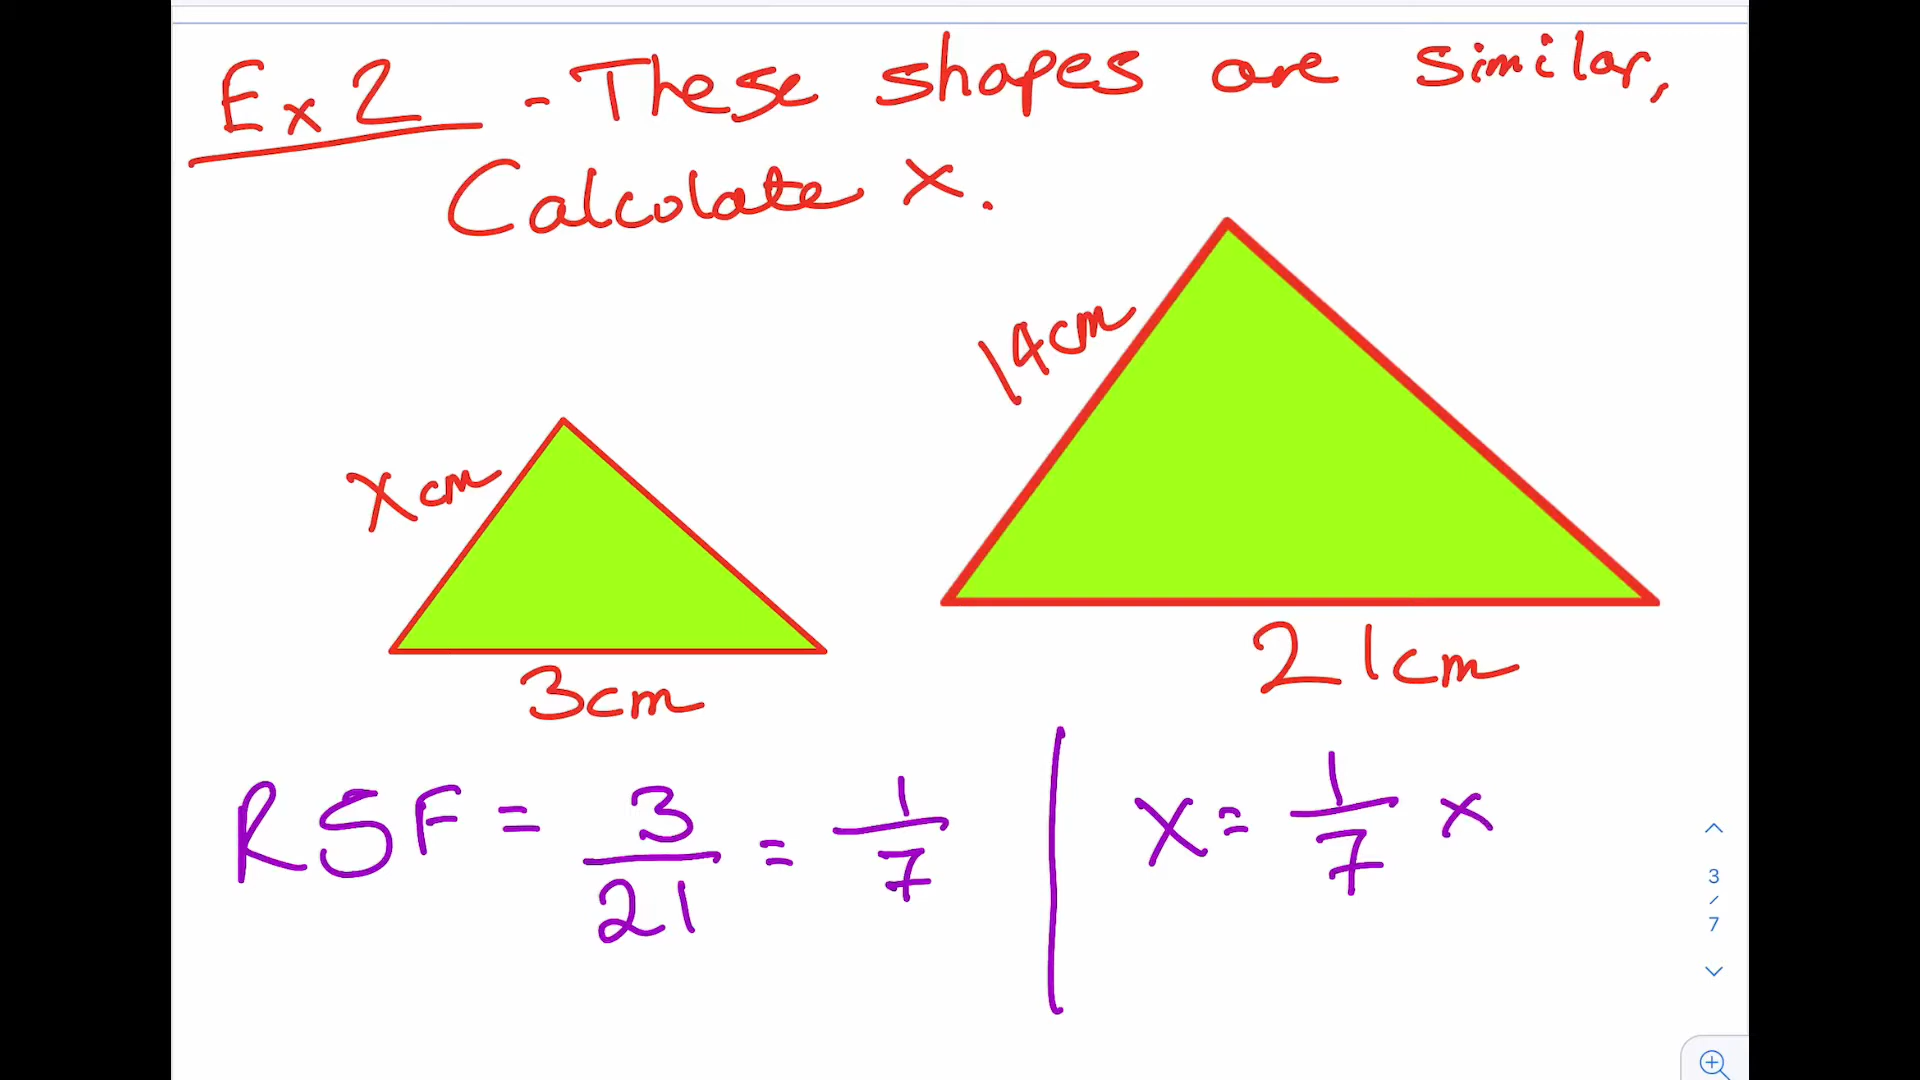 Ex 2 - These shapes are similar,
Calculate x.
14cm
xcm
3cm
21cm
RSF = 3/21 = 1/7
x = 1/7 x
3
/
7